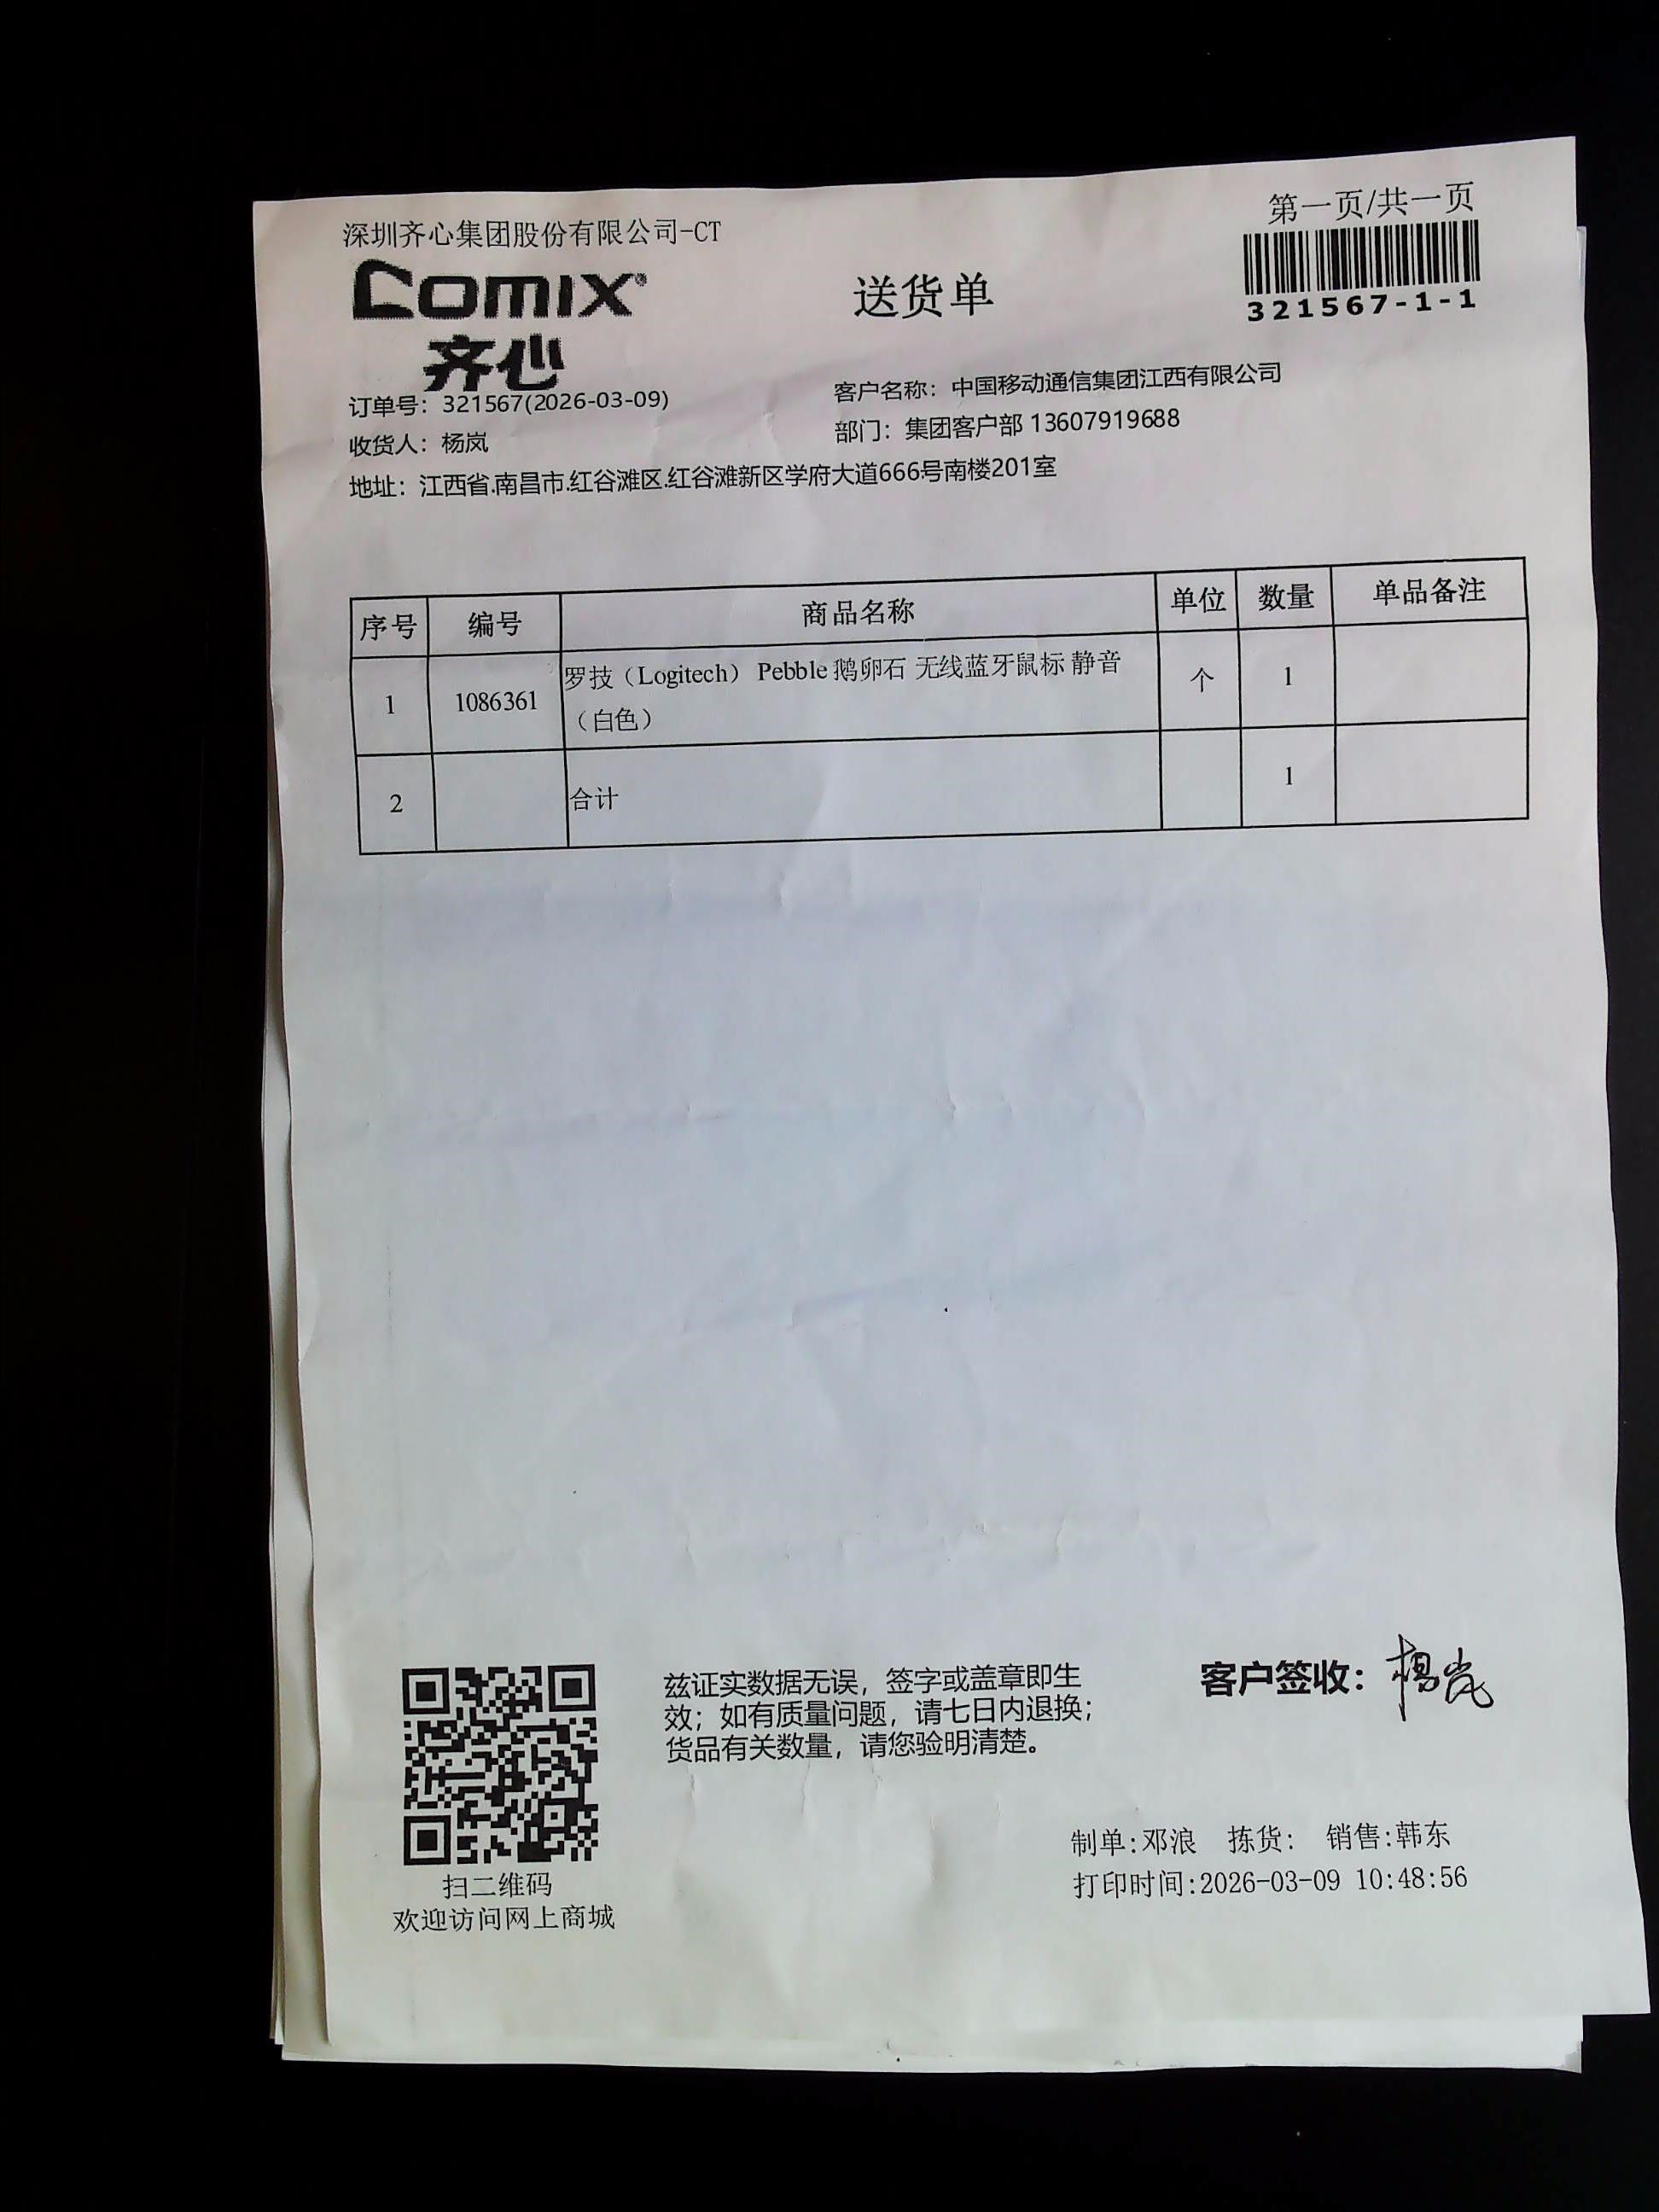 深圳齐心集团股份有限公司-CT
第一页/共一页
comix®
齐心
送货单
321567-1-1
订单号：321567(2026-03-09)
客户名称：中国移动通信集团江西有限公司
收货人：杨岚
部门：集团客户部 13607919688
地址：江西省.南昌市.红谷滩区.红谷滩新区学府大道666号南楼201室
序号 编号 商品名称 单位 数量 单品备注
1 1086361 罗技（Logitech） Pebble 鹅卵石 无线蓝牙鼠标 静音 个 1
（白色）
2 合计 1
兹证实数据无误，签字或盖章即生
效；如有质量问题，请七日内退换；
货品有关数量，请您验明清楚。
客户签收：杨岚
扫二维码
欢迎访问网上商城
制单:邓浪 拣货: 销售:韩东
打印时间:2026-03-09 10:48:56